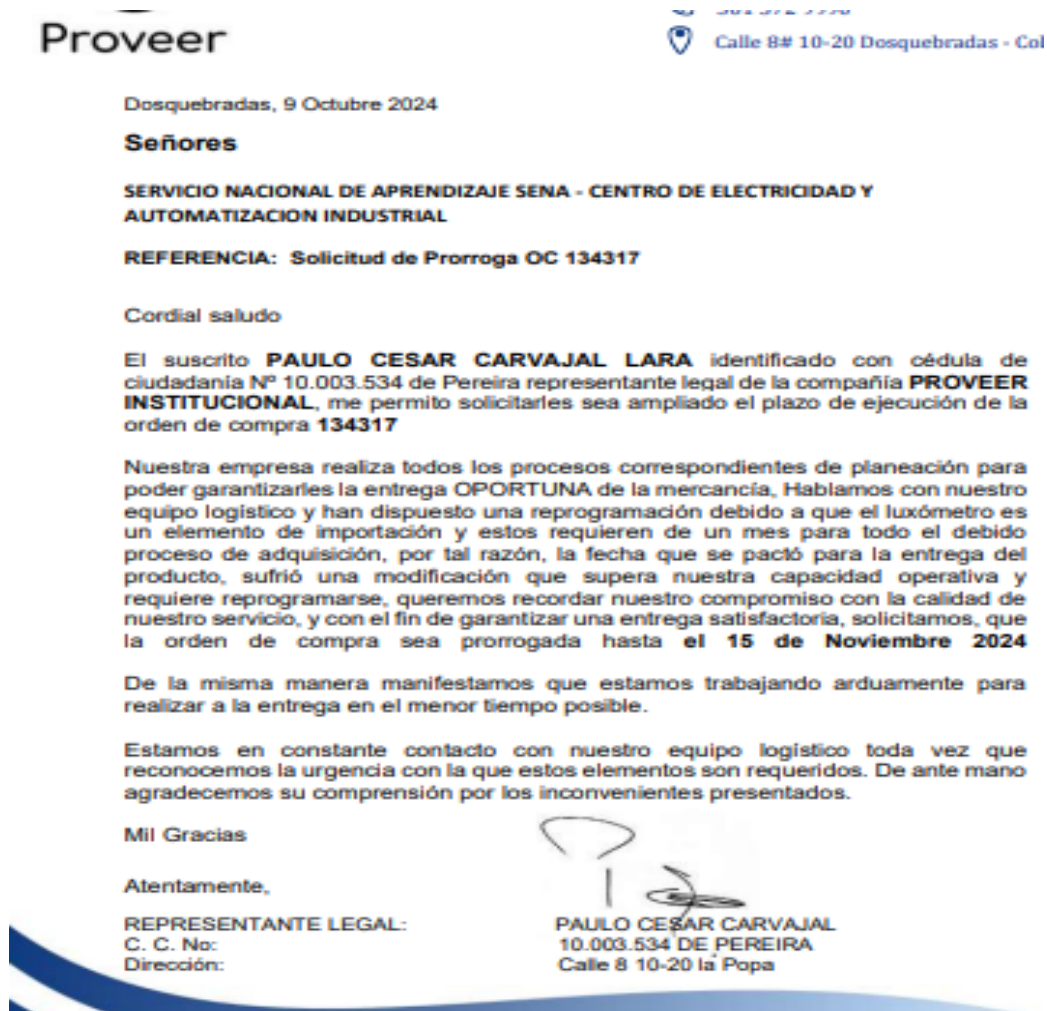 Proveer
Calle 8# 10-20 Dosquebradas - Col
Dosquebradas, 9 Octubre 2024
Señores
SERVICIO NACIONAL DE APRENDIZAJE SENA - CENTRO DE ELECTRICIDAD Y
AUTOMATIZACION INDUSTRIAL
REFERENCIA: Solicitud de Prorroga OC 134317
Cordial saludo
El suscrito PAULO CESAR CARVAJAL LARA identificado con cédula de
ciudadanía Nº 10.003.534 de Pereira representante legal de la compañía PROVEER
INSTITUCIONAL, me permito solicitarles sea ampliado el plazo de ejecución de la
orden de compra 134317
Nuestra empresa realiza todos los procesos correspondientes de planeación para
poder garantizarles la entrega OPORTUNA de la mercancía, Hablamos con nuestro
equipo logístico y han dispuesto una reprogramación debido a que el luxómetro es
un elemento de importación y estos requieren de un mes para todo el debido
proceso de adquisición, por tal razón, la fecha que se pactó para la entrega del
producto, sufrió una modificación que supera nuestra capacidad operativa y
requiere reprogramarse, queremos recordar nuestro compromiso con la calidad de
nuestro servicio, y con el fin de garantizar una entrega satisfactoria, solicitamos, que
la orden de compra sea prorrogada hasta el 15 de Noviembre 2024
De la misma manera manifestamos que estamos trabajando arduamente para
realizar a la entrega en el menor tiempo posible.
Estamos en constante contacto con nuestro equipo logístico toda vez que
reconocemos la urgencia con la que estos elementos son requeridos. De ante mano
agradecemos su comprensión por los inconvenientes presentados.
Mil Gracias
Atentamente,
REPRESENTANTE LEGAL: PAULO CESAR CARVAJAL
C. C. No: 10.003.534 DE PEREIRA
Dirección: Calle 8 10-20 la Popa